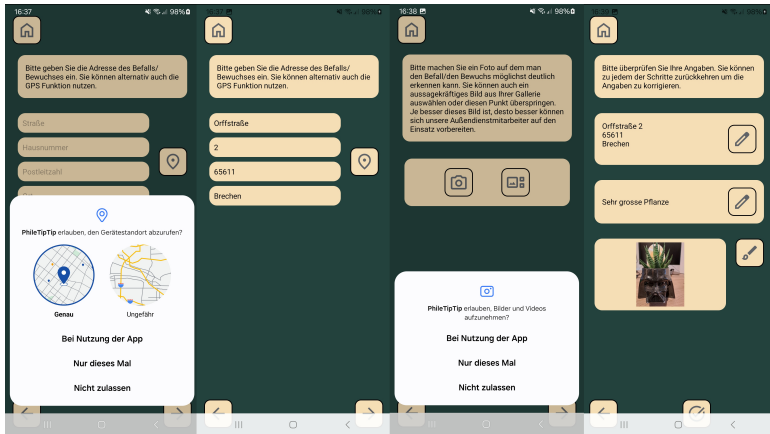 16:37
98%
Bitte geben Sie die Adresse des Befalls/
Bewuchses ein. Sie können alternativ auch die
GPS Funktion nutzen.
Straße
Hausnummer
Postleitzahl
PhileTipTip erlauben, den Gerätestandort abzurufen?
Genau
Ungefähr
Bei Nutzung der App
Nur dieses Mal
Nicht zulassen
16:37
98%
Bitte geben Sie die Adresse des Befalls/
Bewuchses ein. Sie können alternativ auch die
GPS Funktion nutzen.
Orffstraße
2
65611
Brechen
16:38
98%
Bitte machen Sie ein Foto auf dem man
den Befall/den Bewuchs möglichst deutlich
erkennen kann. Sie können auch ein
aussagekräftiges Bild aus Ihrer Gallerie
auswählen oder diesen Punkt überspringen.
Je besser dieses Bild ist, desto besser können
sich unsere Außendienstmitarbeiter auf den
Einsatz vorbereiten.
PhileTipTip erlauben, Bilder und Videos
aufzunehmen?
Bei Nutzung der App
Nur dieses Mal
Nicht zulassen
16:39
98%
Bitte überprüfen Sie Ihre Angaben. Sie können
zu jedem der Schritte zurückkehren um die
Angaben zu korrigieren.
Orffstraße 2
65611
Brechen
Sehr grosse Pflanze